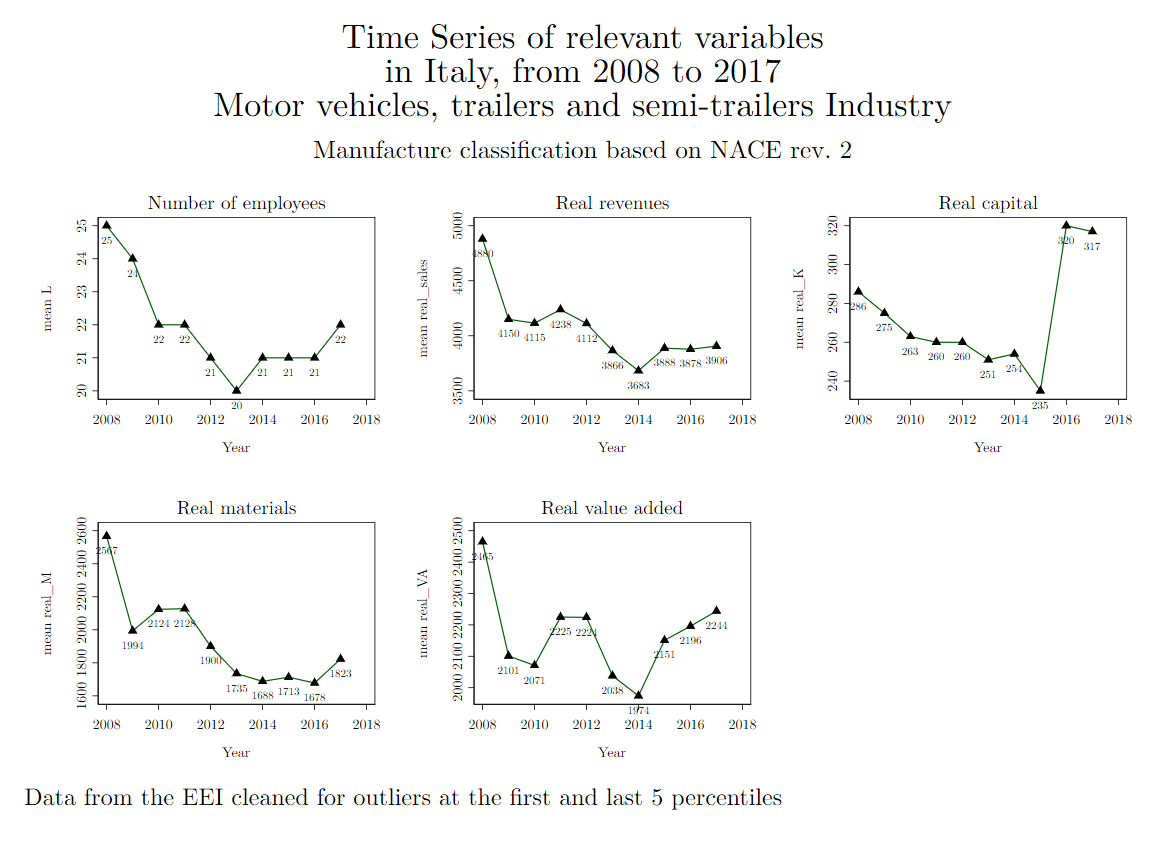 Time Series of relevant variables
in Italy, from 2008 to 2017
Motor vehicles, trailers and semi-trailers Industry
Manufacture classification based on NACE rev. 2
Number of employees
mean L
20 21 22 23 24 25
25 24 22 22 21 20 21 21 21 22
2008 2010 2012 2014 2016 2018
Year
Real revenues
mean real_sales
3500 4000 4500 5000
4880 4150 4115 4238 4112 3866 3683 3888 3878 3906
2008 2010 2012 2014 2016 2018
Year
Real capital
mean real_K
240 260 280 300 320
286 275 263 260 260 251 254 235 320 317
2008 2010 2012 2014 2016 2018
Year
Real materials
mean real_M
1600 1800 2000 2200 2400 2600
2567 1994 2124 2128 1900 1735 1688 1713 1678 1823
2008 2010 2012 2014 2016 2018
Year
Real value added
mean real_VA
2000 2100 2200 2300 2400 2500
2465 2101 2071 2225 2224 2038 1974 2151 2196 2244
2008 2010 2012 2014 2016 2018
Year
Data from the EEI cleaned for outliers at the first and last 5 percentiles